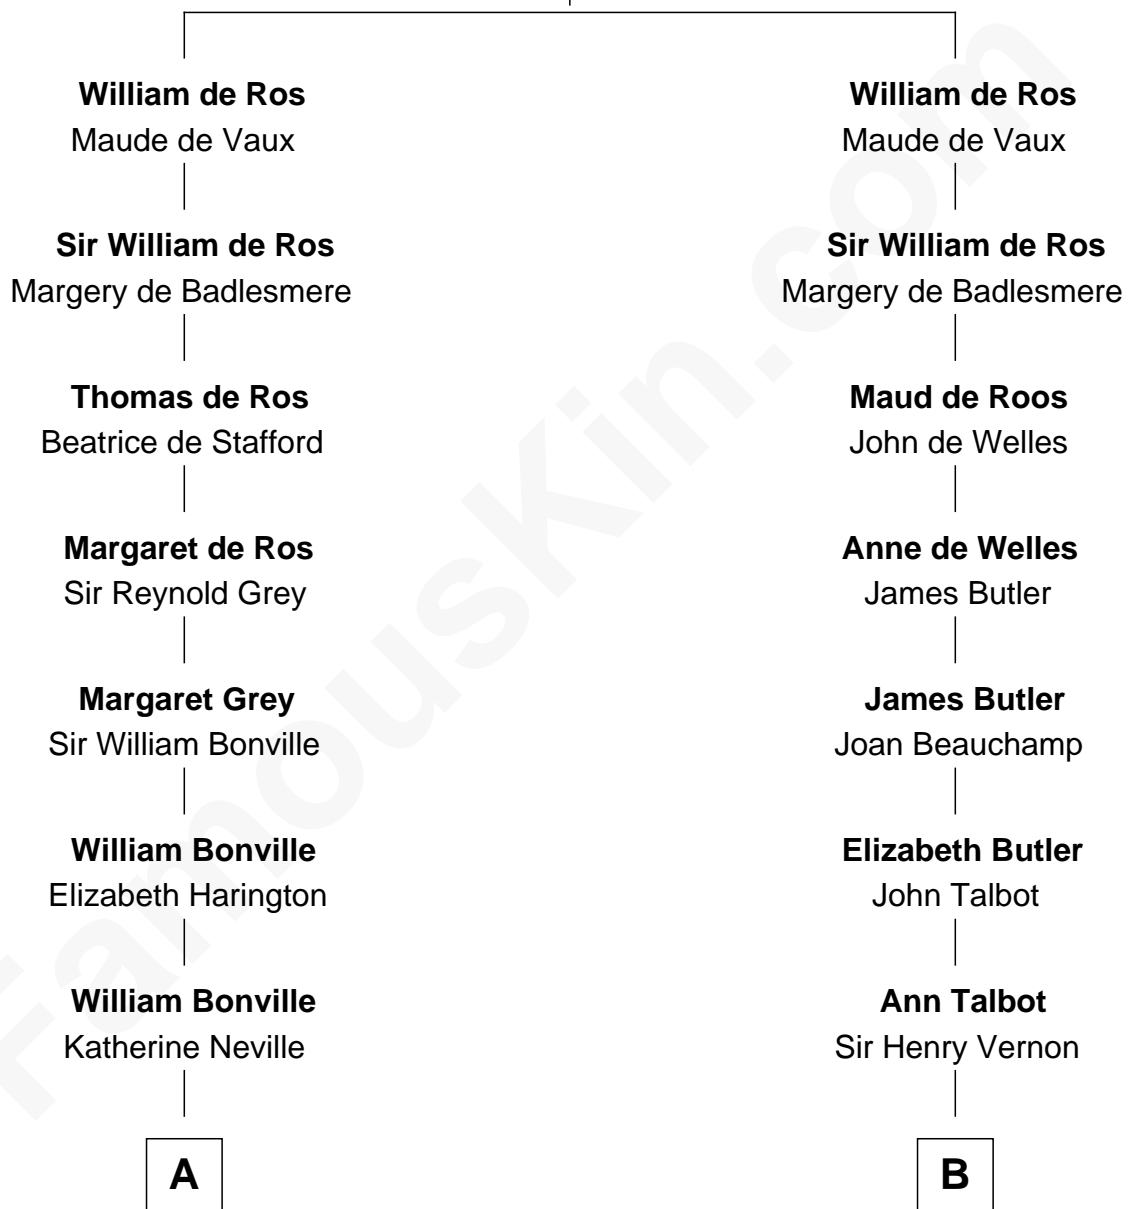 William de Ros
Maude de Vaux
Sir William de Ros
Margery de Badlesmere
Thomas de Ros
Beatrice de Stafford
Margaret de Ros
Sir Reynold Grey
Margaret Grey
Sir William Bonville
William Bonville
Elizabeth Harington
William Bonville
Katherine Neville
A
William de Ros
Maude de Vaux
Sir William de Ros
Margery de Badlesmere
Maud de Roos
John de Welles
Anne de Welles
James Butler
James Butler
Joan Beauchamp
Elizabeth Butler
John Talbot
Ann Talbot
Sir Henry Vernon
B
FamousKin.com